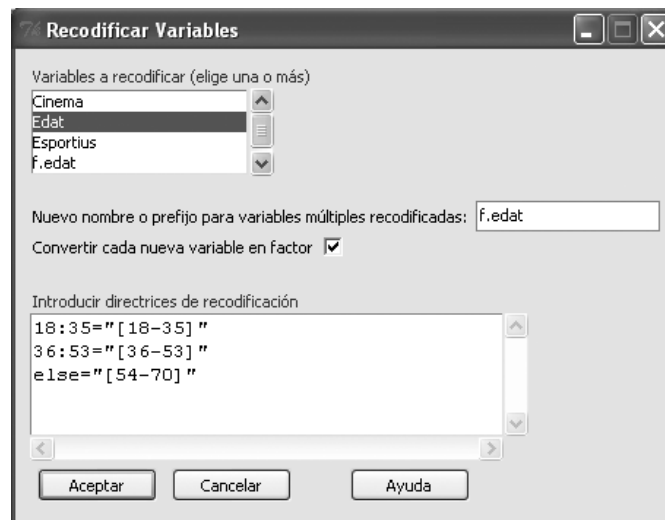 Recodificar Variables
Variables a recodificar (elige una o más)
Cinema
Edat
Esportius
f.edat
Nuevo nombre o prefijo para variables múltiples recodificadas: f.edat
Convertir cada nueva variable en factor
Introducir directrices de recodificación
18:35="[18-35]"
36:53="[36-53]"
else="[54-70]"
Aceptar Cancelar Ayuda